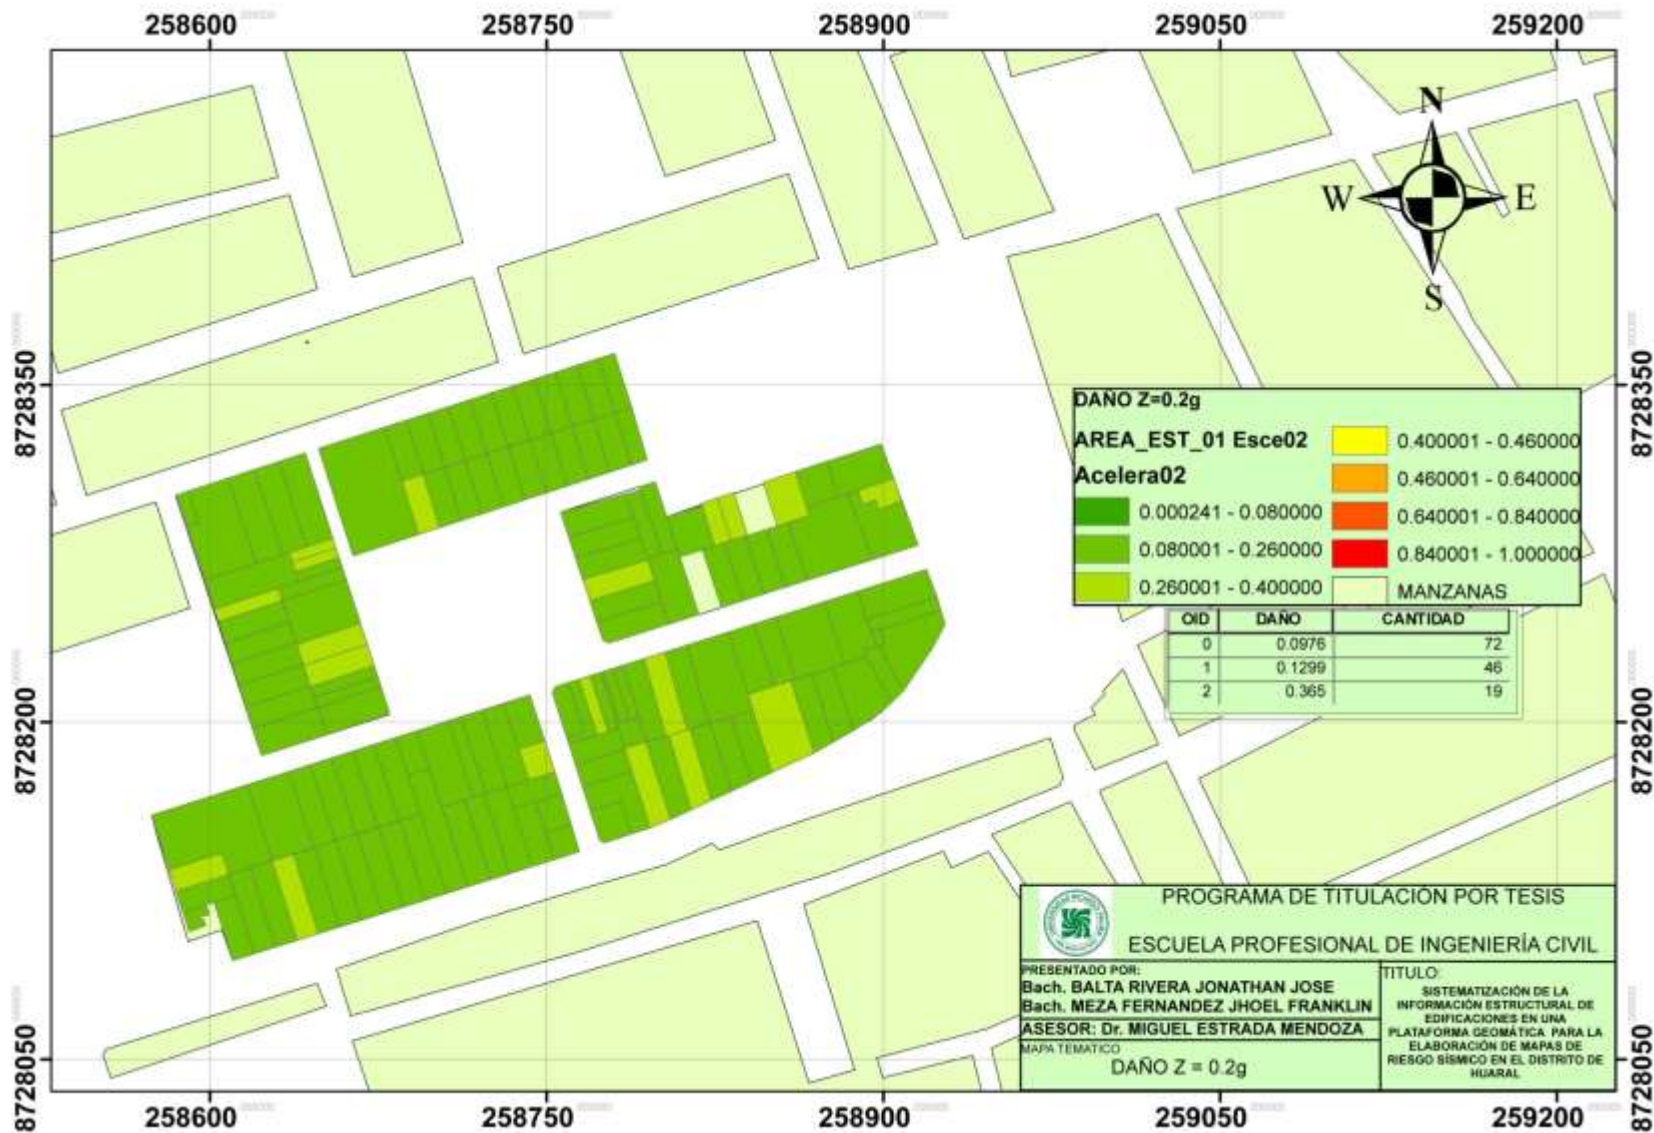 258600 258750 258900 259050 259200
N
W E
S
8728350 8728350
8728200 8728200
8728050 8728050
DAÑO Z=0.2g
AREA_EST_01 Esce02
Acelera02
0.000241 - 0.080000
0.080001 - 0.260000
0.260001 - 0.400000
0.400001 - 0.460000
0.460001 - 0.640000
0.640001 - 0.840000
0.840001 - 1.000000
MANZANAS
OID DAÑO CANTIDAD
0 0.0976 72
1 0.1299 46
2 0.365 19
PROGRAMA DE TITULACIÓN POR TESIS
ESCUELA PROFESIONAL DE INGENIERÍA CIVIL
PRESENTADO POR:
Bach. BALTA RIVERA JONATHAN JOSE
Bach. MEZA FERNANDEZ JHOEL FRANKLIN
ASESOR: Dr. MIGUEL ESTRADA MENDOZA
MAPA TEMATICO
DAÑO Z = 0.2g
TITULO:
SISTEMATIZACIÓN DE LA
INFORMACIÓN ESTRUCTURAL DE
EDIFICACIONES EN UNA
PLATAFORMA GEOMÁTICA PARA LA
ELABORACIÓN DE MAPAS DE
RIESGO SÍSMICO EN EL DISTRITO DE
HUARAL
258600 258750 258900 259050 259200